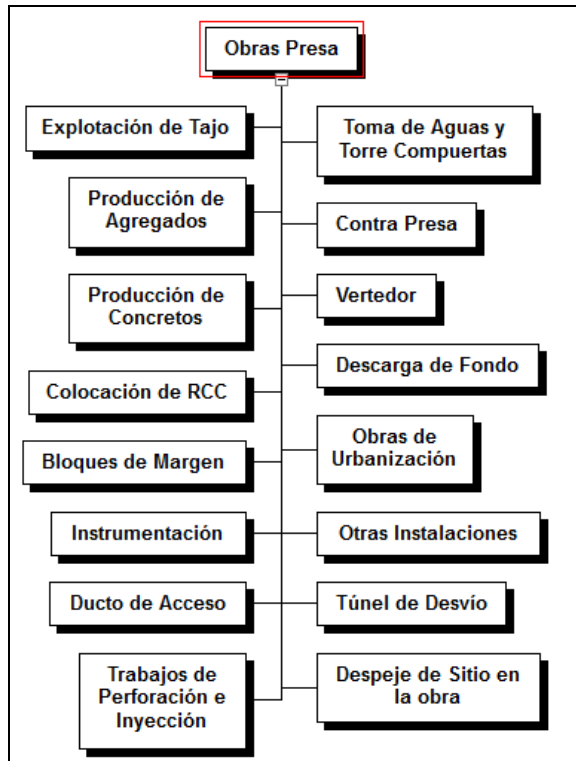 Obras Presa
Explotación de Tajo
Producción de
Agregados
Producción de
Concretos
Colocación de RCC
Bloques de Margen
Instrumentación
Ducto de Acceso
Trabajos de
Perforación e
Inyección
Toma de Aguas y
Torre Compuertas
Contra Presa
Vertedor
Descarga de Fondo
Obras de
Urbanización
Otras Instalaciones
Túnel de Desvío
Despeje de Sitio en
la obra